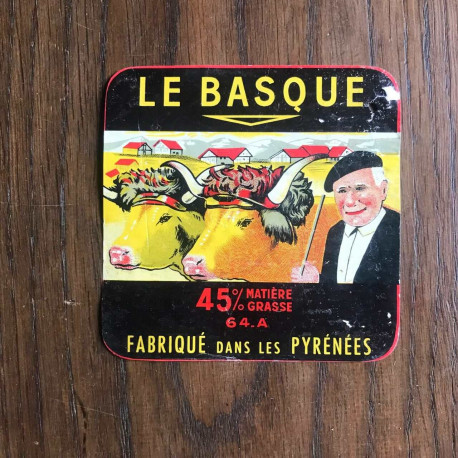 LE BASQUE
45% MATIÈRE GRASSE
64.A
FABRIQUÉ DANS LES PYRÉNÉES